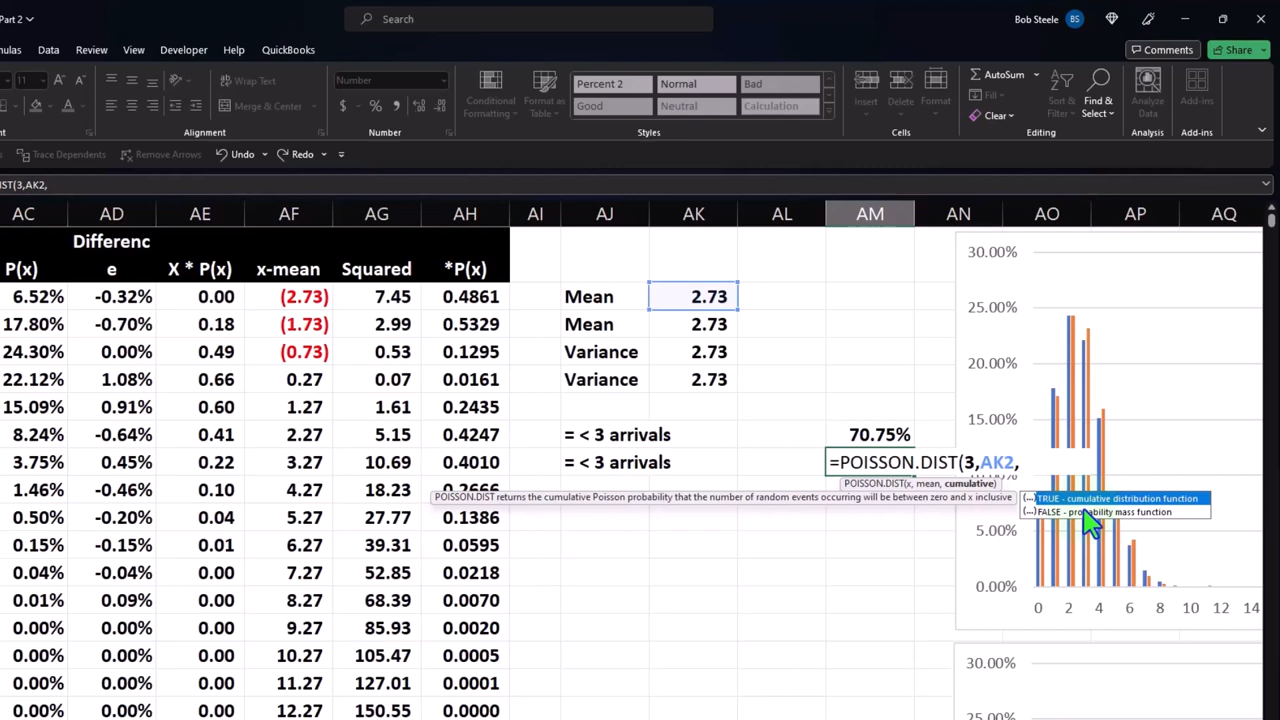 Part 2
Search
Bob Steele BS
nulas Data Review View Developer Help QuickBooks
Comments Share
11 A A Wrap Text
Number
Merge & Center
$ % ,
Conditional Formatting
Format as Table
Percent 2 Normal Bad
Good Neutral Calculation
Insert Delete Format
AutoSum
Fill
Clear
Sort & Filter
Find & Select
Analyze Data
Add-ins
nt Alignment Number Styles Cells Editing Analysis Add-ins
Trace Dependents Remove Arrows Undo Redo
IST(3,AK2,
AC AD AE AF AG AH AI AJ AK AL AM AN AO AP AQ
Differenc
P(x) e X * P(x) x-mean Squared *P(x)
6.52% -0.32% 0.00 (2.73) 7.45 0.4861 Mean 2.73
17.80% -0.70% 0.18 (1.73) 2.99 0.5329 Mean 2.73
24.30% 0.00% 0.49 (0.73) 0.53 0.1295 Variance 2.73
22.12% 1.08% 0.66 0.27 0.07 0.0161 Variance 2.73
15.09% 0.91% 0.60 1.27 1.61 0.2435
8.24% -0.64% 0.41 2.27 5.15 0.4247 = < 3 arrivals 70.75%
3.75% 0.45% 0.22 3.27 10.69 0.4010 = < 3 arrivals =POISSON.DIST(3,AK2,
POISSON.DIST(x, mean, cumulative)
1.46% -0.46% 0.10 4.27 18.23
POISSON.DIST returns the cumulative Poisson probability that the number of random events occurring will be between zero and x inclusive
(...) TRUE - cumulative distribution function
(...) FALSE - probability mass function
0.50% -0.20% 0.04 5.27 27.77 0.1386
0.15% -0.15% 0.01 6.27 39.31 0.0595
0.04% -0.04% 0.00 7.27 52.85 0.0218
0.01% 0.09% 0.00 8.27 68.39 0.0070
0.00% 0.00% 0.00 9.27 85.93 0.0020
0.00% 0.00% 0.00 10.27 105.47 0.0005
0.00% 0.00% 0.00 11.27 127.01 0.0001
0.00% 0.00% 0.00 12.27 150.55 0.0000
30.00%
25.00%
20.00%
15.00%
5.00%
0.00%
0 2 4 6 8 10 12 14
30.00%
25.00%